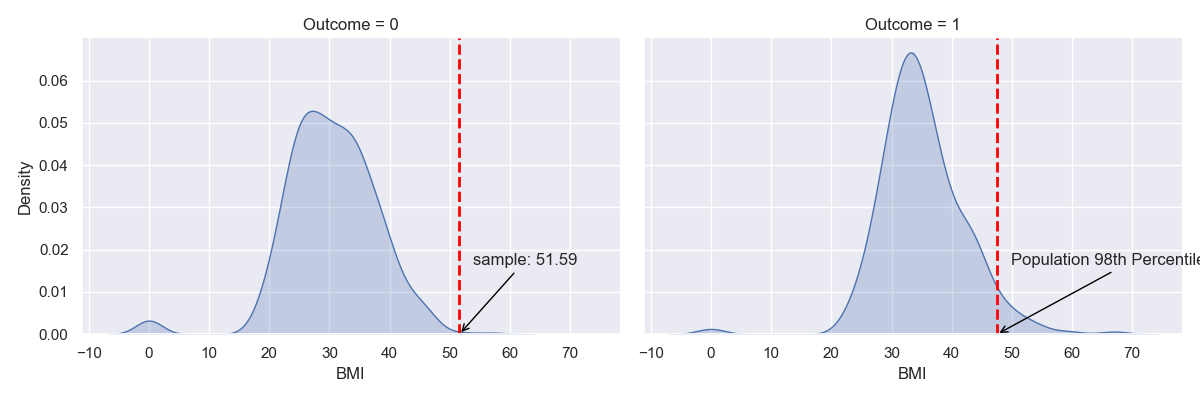 Outcome = 0
Outcome = 1
Density
0.06
0.05
0.04
0.03
0.02
0.01
0.00
sample: 51.59
Population 98th Percentile
−10 0 10 20 30 40 50 60 70
−10 0 10 20 30 40 50 60 70
BMI
BMI